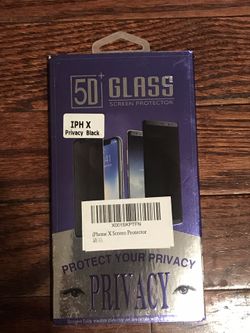 5D+ GLASS
SCREEN PROTECTOR
IPH X
Privacy Black
iPhone X Screen Protector
PROTECT YOUR PRIVACY
PRIVACY